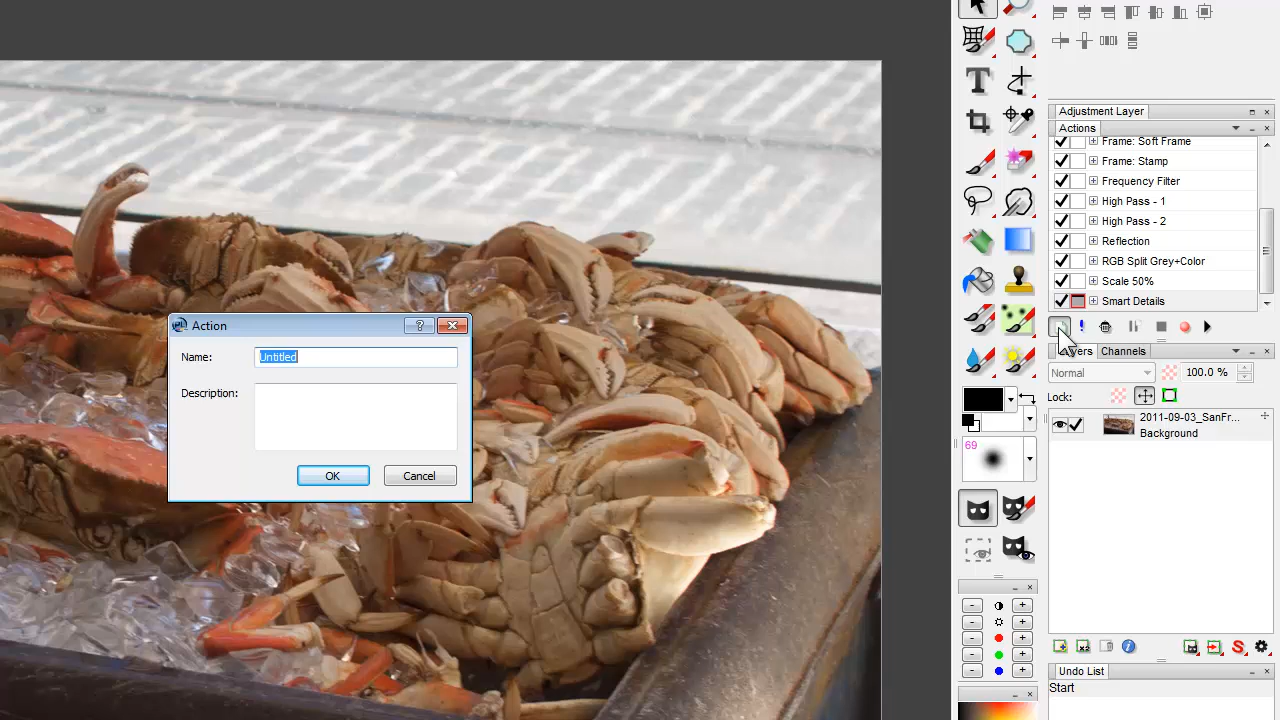 Adjustment Layer
Actions
Frame: Soft Frame
Frame: Stamp
Frequency Filter
High Pass - 1
High Pass - 2
Reflection
RGB Split Grey+Color
Scale 50%
Smart Details
Action
Name:
Untitled
Description:
OK
Cancel
Layers
Channels
Normal
100.0 %
Lock:
2011-09-03_SanFr...
Background
69
Undo List
Start